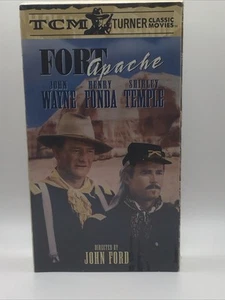 TCM TURNER CLASSIC MOVIES
FORT
Apache
JOHN HENRY SHIRLEY
WAYNE FONDA TEMPLE
DIRECTED BY
JOHN FORD